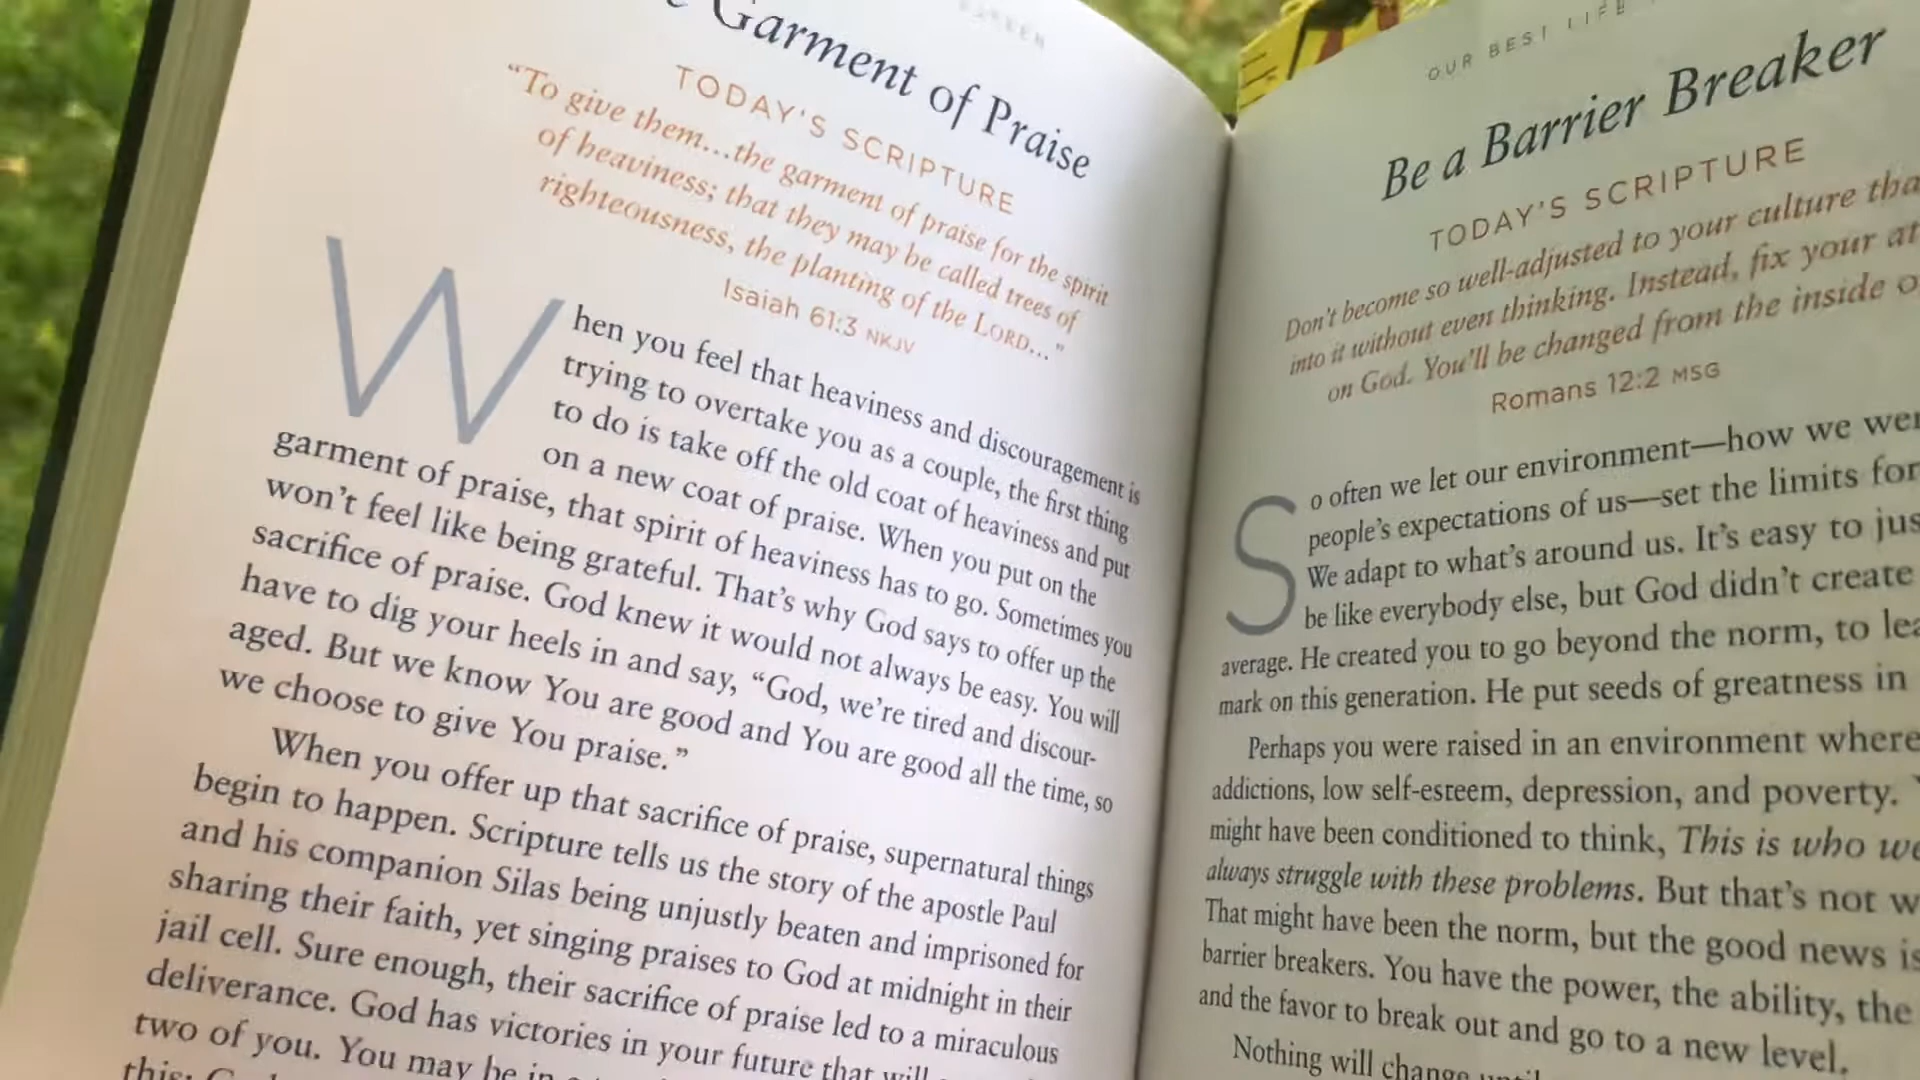 Garment of Praise
TODAY'S SCRIPTURE
“To give them...the garment of praise for the spirit
of heaviness; that they may be called trees of
righteousness, the planting of the LORD...”
Isaiah 61:3 NKJV
When you feel that heaviness and discouragement is
trying to overtake you as a couple, the first thing
to do is take off the old coat of heaviness and put
on a new coat of praise. When you put on the
garment of praise, that spirit of heaviness has to go. Sometimes you
won't feel like being grateful. That's why God says to offer up the
sacrifice of praise. God knew it would not always be easy. You will
have to dig your heels in and say, “God, we're tired and discour-
aged. But we know You are good and You are good all the time, so
we choose to give You praise.”
When you offer up that sacrifice of praise, supernatural things
begin to happen. Scripture tells us the story of the apostle Paul
and his companion Silas being unjustly beaten and imprisoned for
sharing their faith, yet singing praises to God at midnight in their
jail cell. Sure enough, their sacrifice of praise led to a miraculous
deliverance. God has victories in your future that will
two of you. You may be in
this:
OUR BEST LIFE
Be a Barrier Breaker
TODAY'S SCRIPTURE
Don't become so well-adjusted to your culture
into it without even thinking. Instead, fix your
on God. You'll be changed from the inside
Romans 12:2 MSG
So often we let our environment—how we
people's expectations of us—set the limits for
We adapt to what's around us. It's easy to
be like everybody else, but God didn't create
average. He created you to go beyond the norm, to
mark on this generation. He put seeds of greatness in
Perhaps you were raised in an environment where
addictions, low self-esteem, depression, and poverty.
might have been conditioned to think, This is who
always struggle with these problems. But that's not
That might have been the norm, but the good news is
barrier breakers. You have the power, the ability, the
and the favor to break out and go to a new level.
Nothing will change